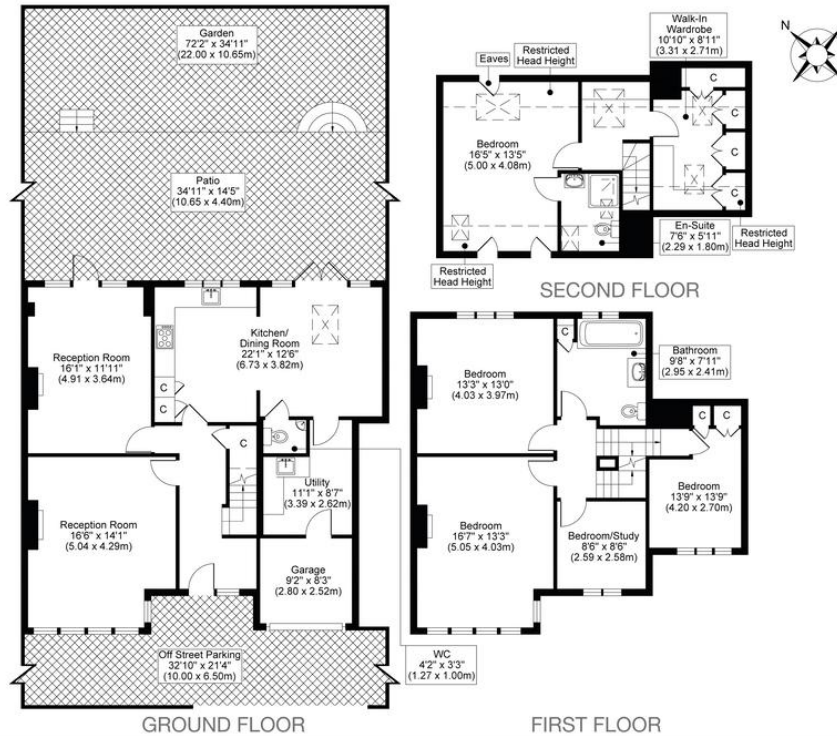 Garden
72'2" x 34'11"
(22.00 x 10.65m)
Patio
34'11" x 14'5"
(10.65 x 4.40m)
Reception Room
16'1" x 11'11"
(4.91 x 3.64m)
Kitchen/
Dining Room
22'1" x 12'6"
(6.73 x 3.82m)
C
C
C
Utility
11'1" x 8'7"
(3.39 x 2.62m)
Reception Room
16'6" x 14'1"
(5.04 x 4.29m)
Garage
9'2" x 8'3"
(2.80 x 2.52m)
Off Street Parking
32'10" x 21'4"
(10.00 x 6.50m)
WC
4'2" x 3'3"
(1.27 x 1.00m)
GROUND FLOOR
N
Eaves
Restricted
Head Height
Walk-In
Wardrobe
10'10" x 8'11"
(3.31 x 2.71m)
C
C
C
C
Bedroom
16'5" x 13'5"
(5.00 x 4.08m)
En-Suite
7'6" x 5'11"
(2.29 x 1.80m)
Restricted
Head Height
Restricted
Head Height
SECOND FLOOR
Bedroom
13'3" x 13'0"
(4.03 x 3.97m)
C
Bathroom
9'8" x 7'11"
(2.95 x 2.41m)
C
C
Bedroom
13'9" x 13'9"
(4.20 x 2.70m)
Bedroom
16'7" x 13'3"
(5.05 x 4.03m)
Bedroom/Study
8'6" x 8'6"
(2.59 x 2.58m)
FIRST FLOOR